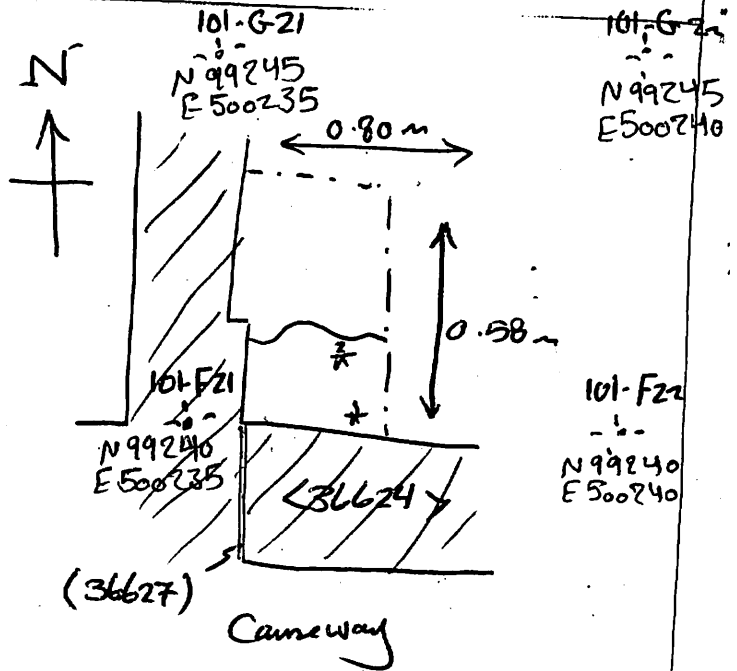 101-G21
N 99245
E 500235
101-G22
N 99245
E 500240
N
0.80 m
0.58 m
101-F21
N 99240
E 500235
101-F22
N 99240
E 500240
<36624>
(36627)
Causeway